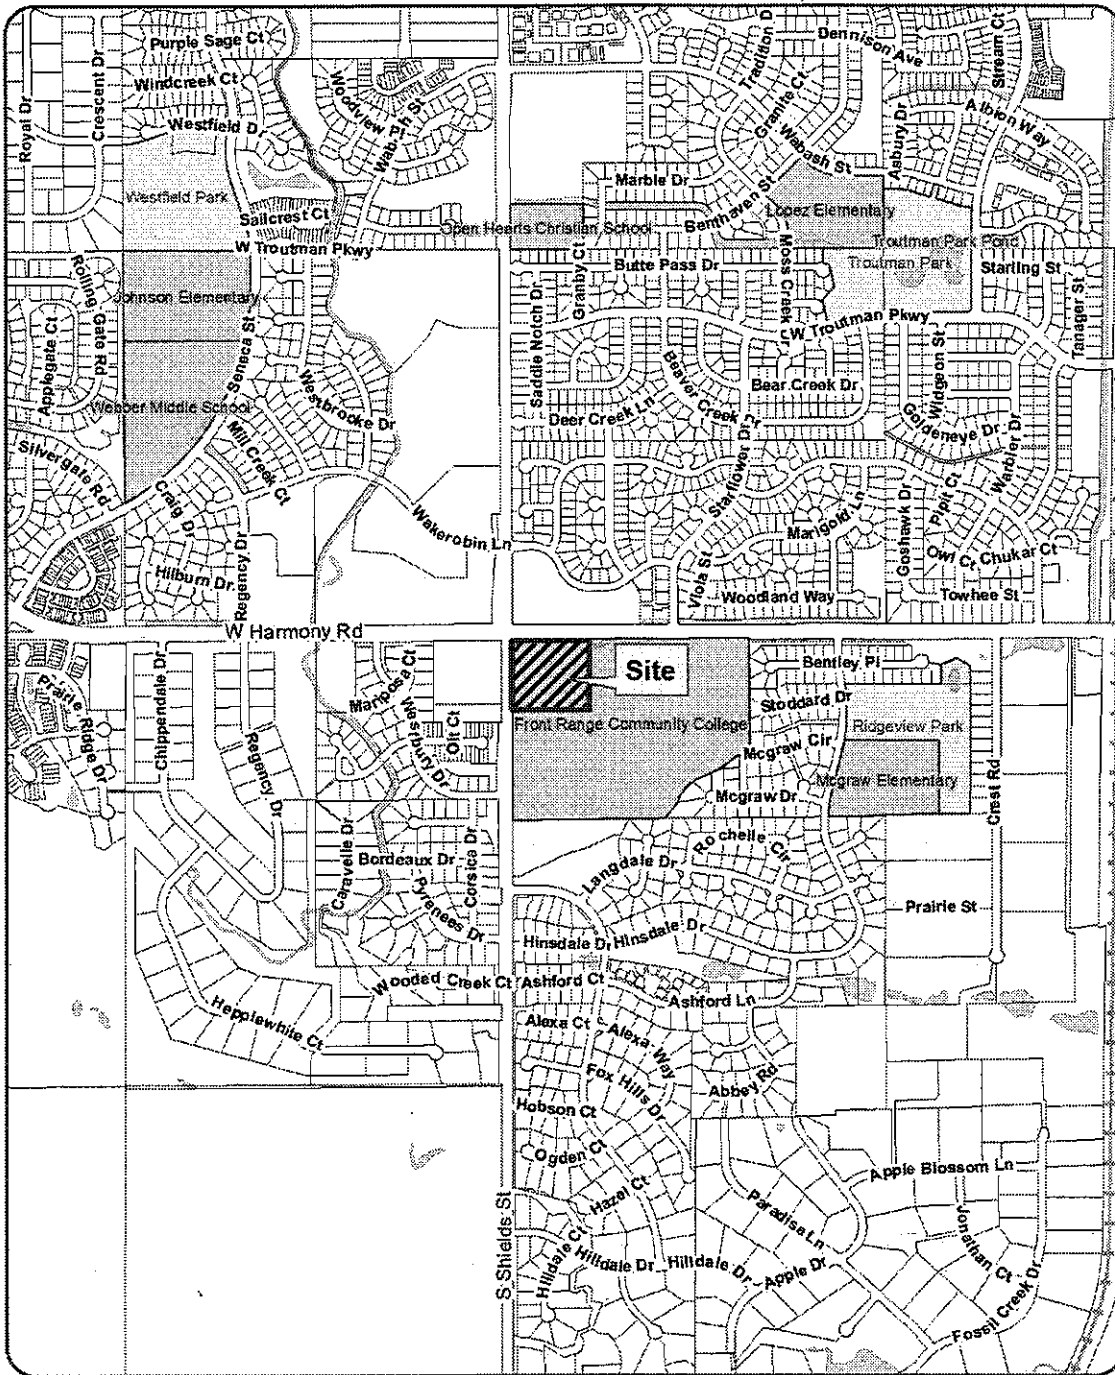 Purple Sage Ct
Windcreek Ct
Westfield Dr
Crescent Dr
Royal Dr
Woodview Pl
Wabash St
Tradition D
Dennison Ave
Stream Ct
Granite Ct
Wabash St
Asbury Dr
Albion Way
Westfield Park
Sailcrest Ct
W Troutman Pkwy
Marble Dr
Benthaven St
Lopez Elementary
Open Hearts Christian School
Troutman Park Pond
Troutman Park
Starling St
Tanager St
Rolling Gate Rd
Johnson Elementary
Applegate Ct
Seneca St
Webber Middle School
Granby Ct
Butte Pass Dr
Saddle Notch Dr
W Troutman Pkwy
Widgeon St
Westbrooke Dr
Beaver Creek Dr
Bear Creek Dr
Deer Creek Ln
Goldeneye Dr
Warbler Dr
Silvergate Rd
Mill Creek Ct
Craig Dr
Starflower Dr
Marigold Ln
Goshawk Dr
Pipit Ct
Owl Ct
Chukar Ct
Wakerobin Ln
Hilburn Dr
Regency Dr
Viola St
Woodland Way
Towhee St
W Harmony Rd
Site
Front Range Community College
Bentley Pl
Stoddard Dr
Ridgeview Park
Mcgraw Cir
Mcgraw Elementary
Mcgraw Dr
Crest Rd
Prairie Ridge Dr
Chippendale Dr
Regency Dr
Mariposa Ct
Westbury Dr
Olt Ct
Caravelle Dr
Bordeaux Dr
Corsica Dr
Pyrenees Dr
Rochelle Cir
Langdale Dr
Prairie St
Hinsdale Dr
Hinsdale Dr
Wooded Creek Ct
Ashford Ct
Ashford Ln
Hepplewhite Ct
Alexa Ct
Alexa Way
Fox Hills Dr
Abbey Rd
Hobson Ct
Ogden Ct
Hazel Ct
Apple Blossom Ln
Paradise Ln
Jonathan Ct
S Shields St
Hilldale Ct
Hilldale Dr
Hilldale Dr
Apple Dr
Fossil Creek Dr